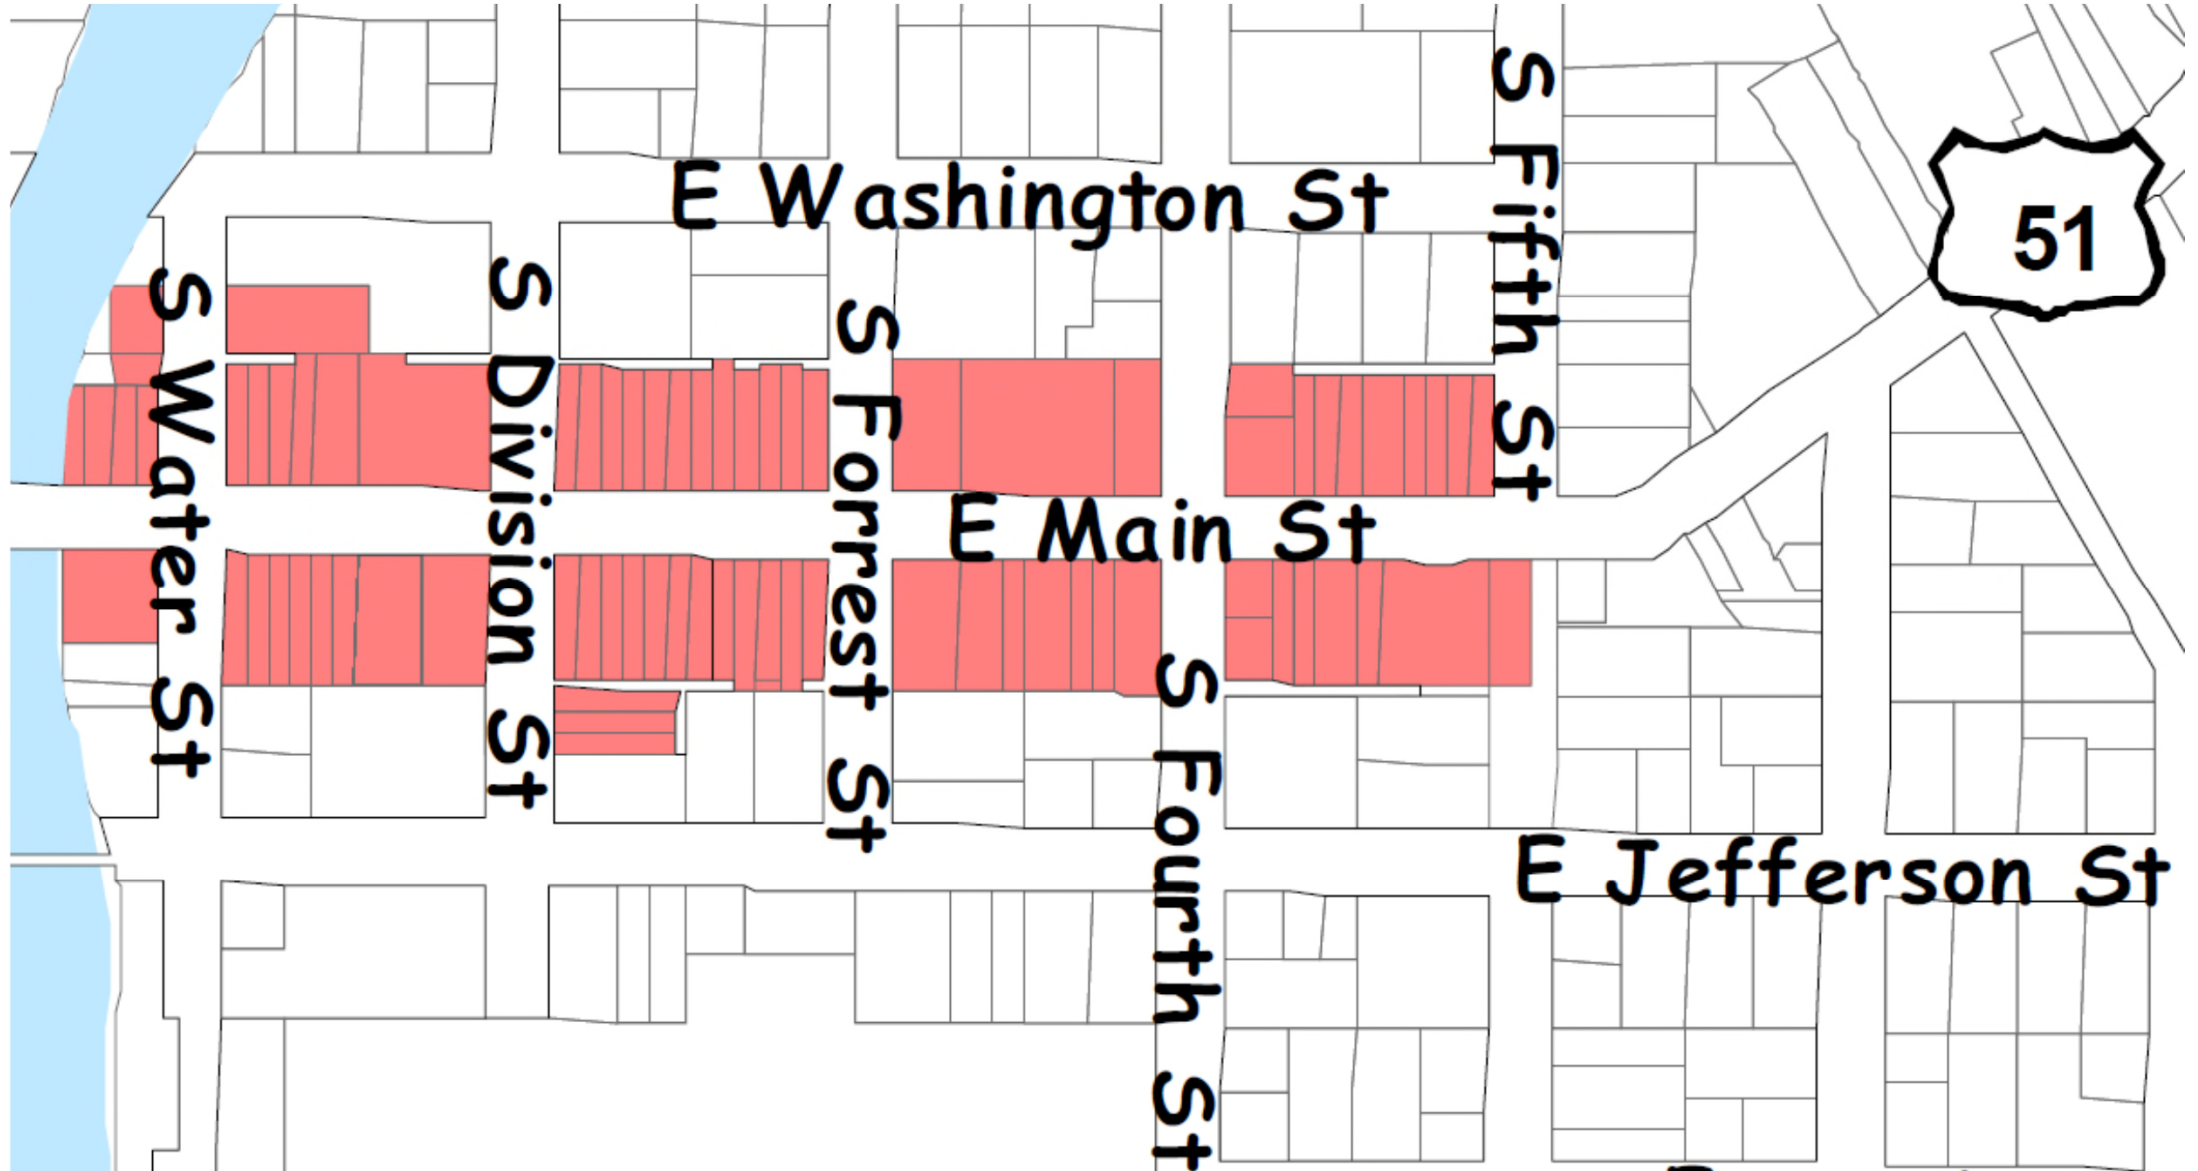 E Washington St
S Fifth St
51
S Water St
S Division St
S Forrest St
E Main St
S Fourth St
E Jefferson St